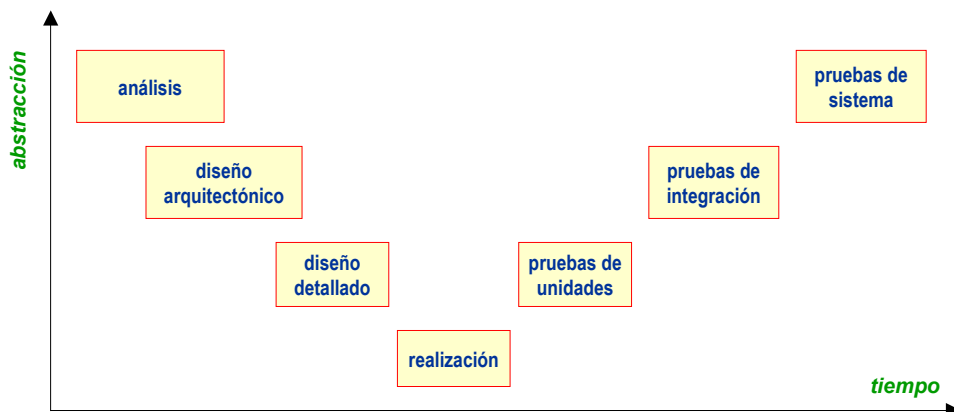 abstracción
análisis
pruebas de
sistema
diseño
arquitectónico
pruebas de
integración
diseño
detallado
pruebas de
unidades
realización
tiempo